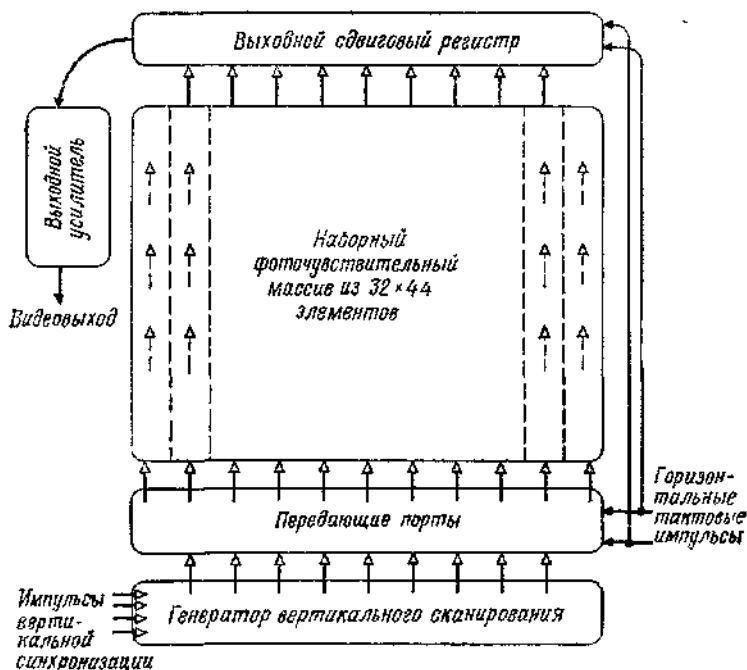 Выходной сдвиговый регистр
Выходной
усилитель
Видеовыход
Наборный
фоточувствительный
массив из 32×44
элементов
Передающие порты
Горизон-
тальные
тактовые
импульсы
Генератор вертикального сканирования
Импульсы
верти-
кальной
синхронизации